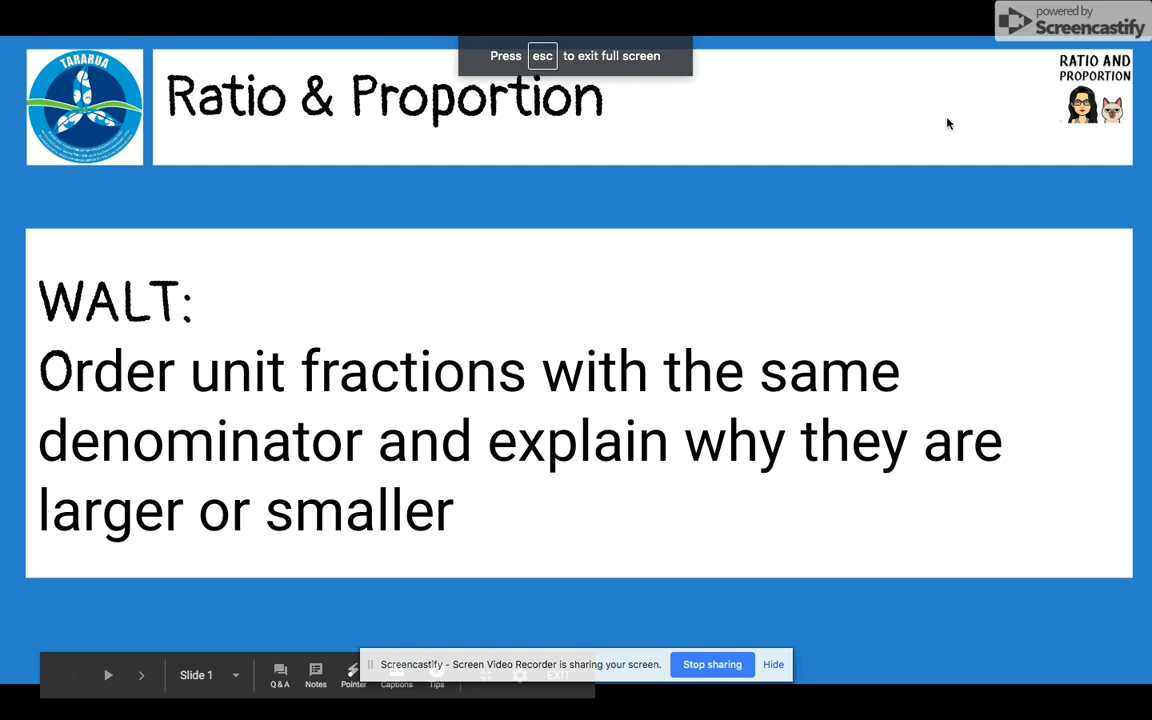 powered by
Screencastify
Press esc to exit full screen
TARARUA
Ratio & Proportion
RATIO AND
PROPORTION
WALT:
Order unit fractions with the same
denominator and explain why they are
larger or smaller
Slide 1
Q&A
Notes
Pointer
Captions
Tips
EXIT
Screencastify - Screen Video Recorder is sharing your screen.
Stop sharing
Hide